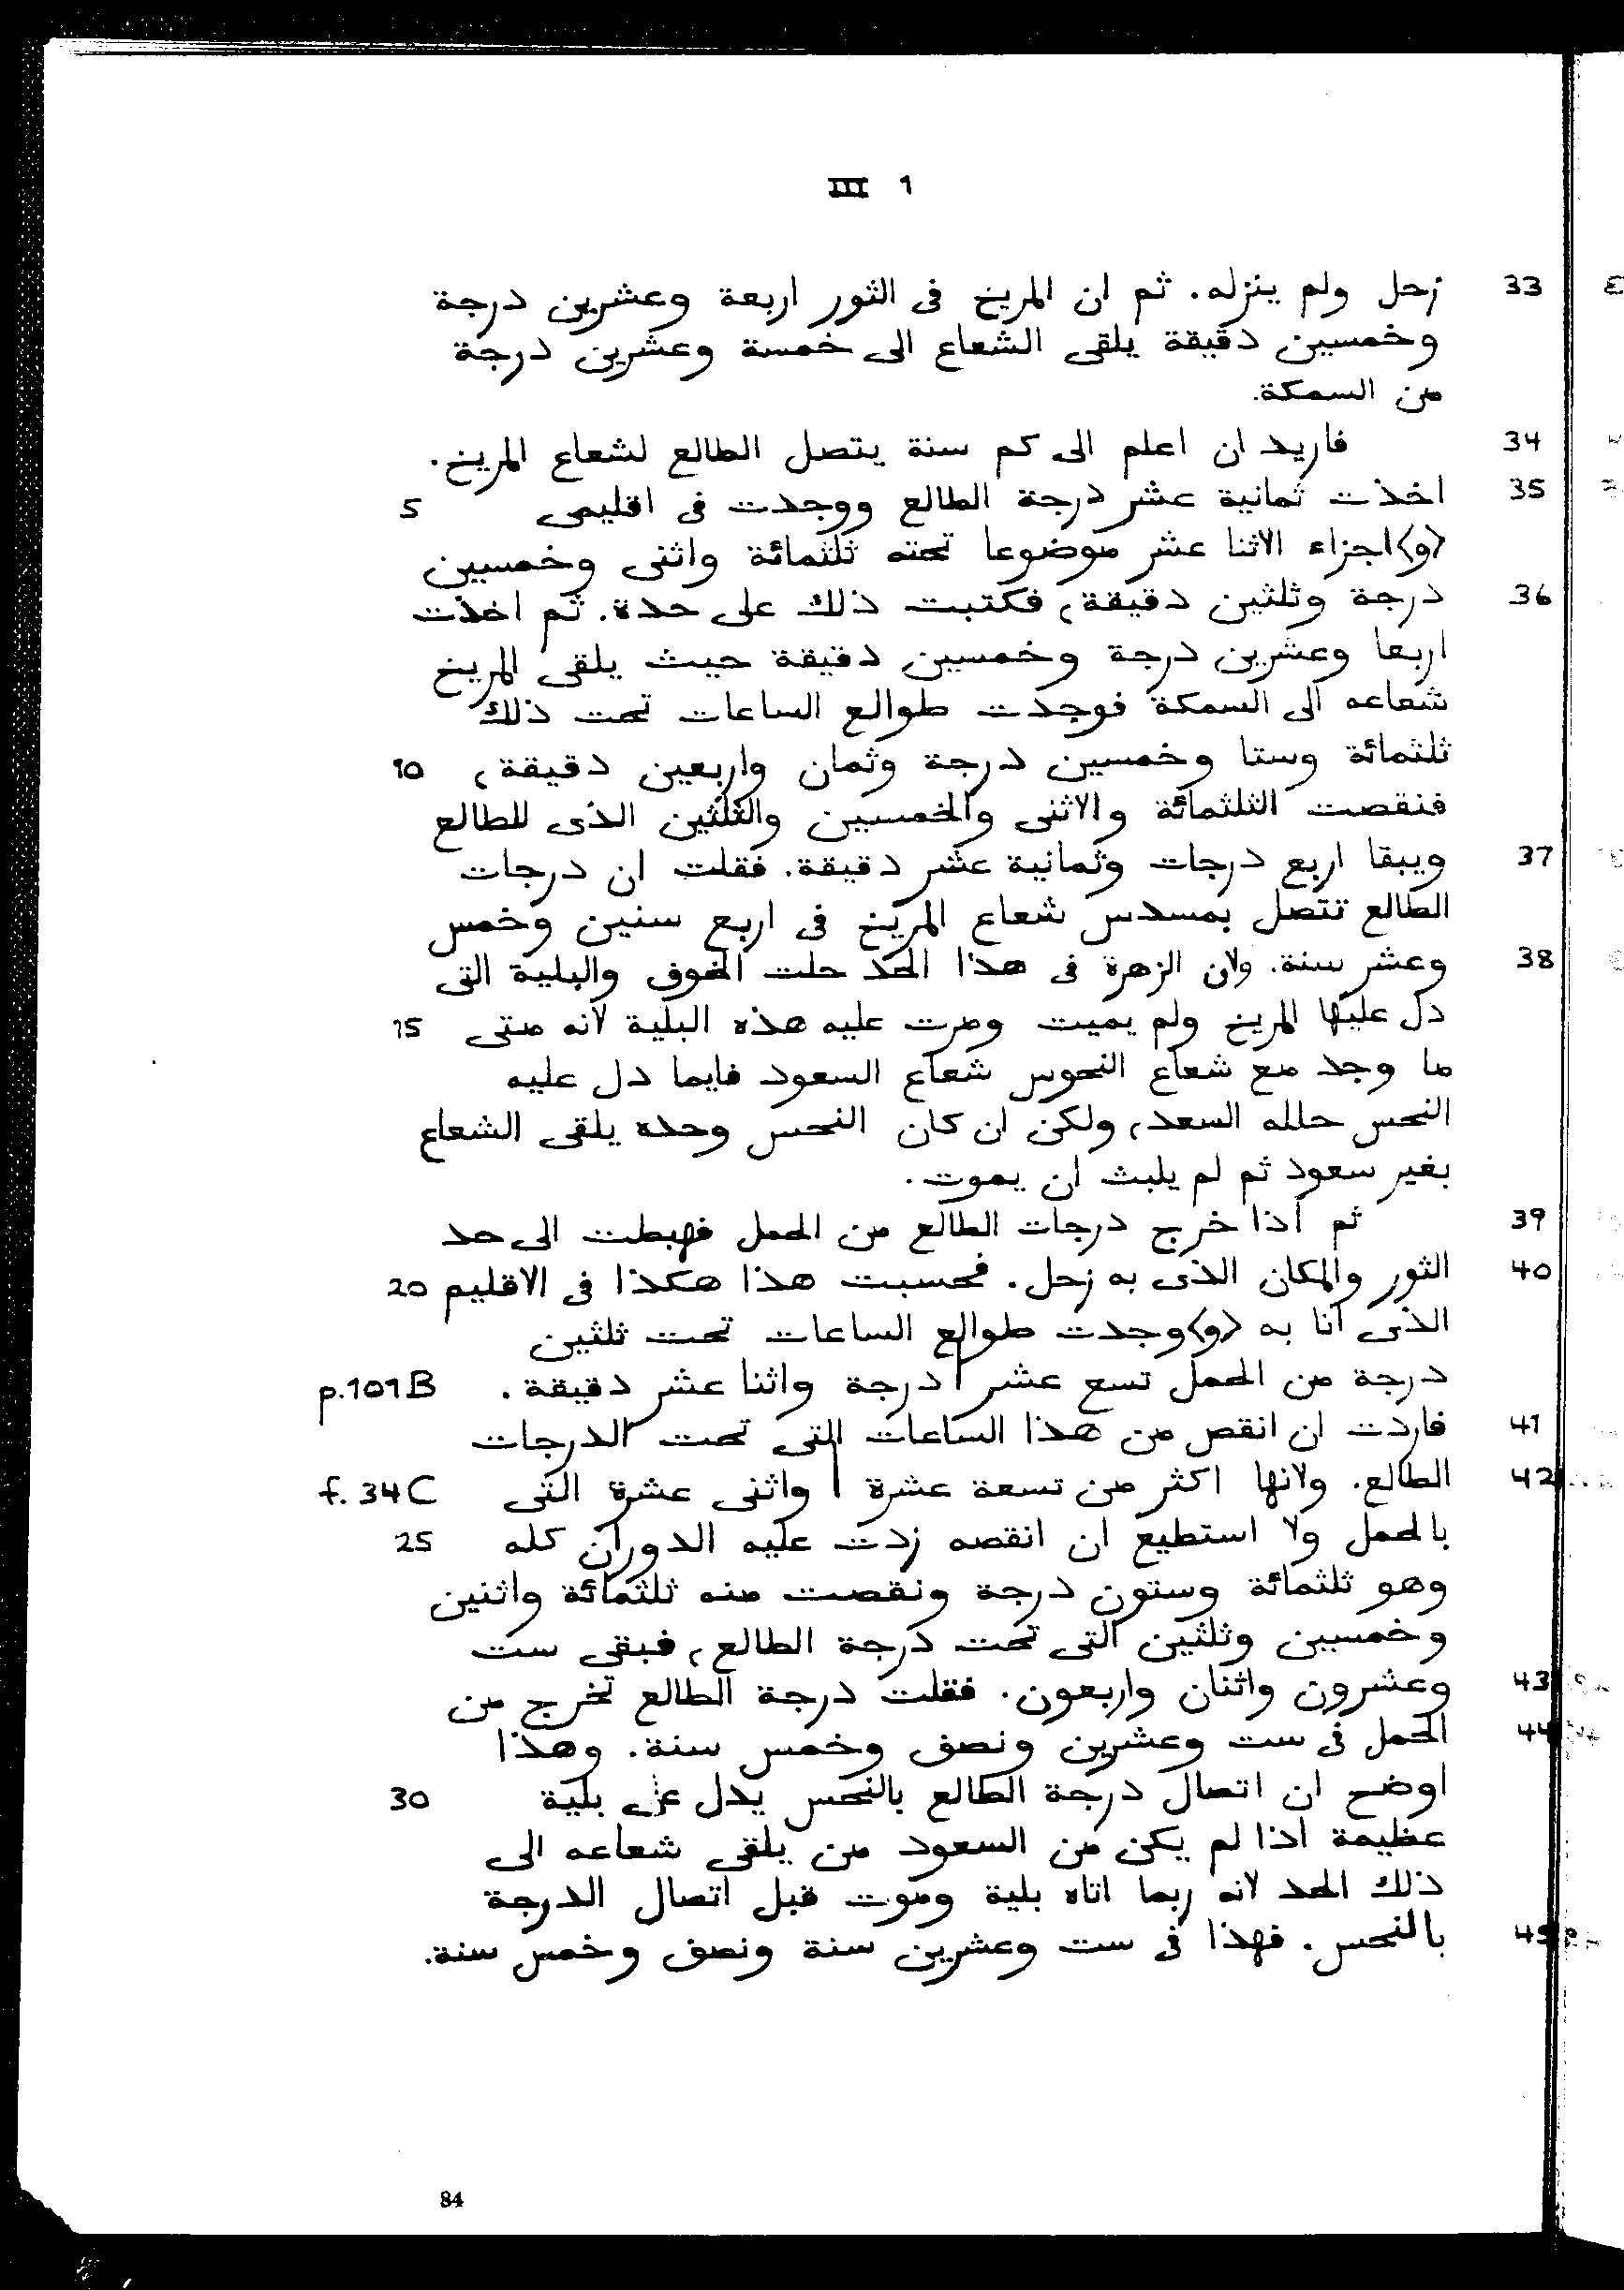 III 1
33 زحل ولم ينزله. ثم ان المريخ فى الثور اربعة وعشرين درجة
وخمسين دقيقة يلقى الشعاع الى خمسة وعشرين درجة
من السمكة.
34 فاريد ان اعلم الى كم سنة يتصل الطالع لشعاع المريخ.
35 اخذت ثمانية عشر درجة الطالع ووجدت فى اقليمى 5
<و>اجزاء الاثنا عشر موضوعا تحته ثلثمائة واثنى وخمسين
36 درجة وثلثين دقيقة، فكتبت ذلك على حدة. ثم اخذت
اربعا وعشرين درجة وخمسين دقيقة حيث يلقى المريخ
شعاعه الى السمكة فوجدت طوالع الساعات تحت ذلك
ثلثمائة وستا وخمسين درجة وثمان واربعين دقيقة، 10
فنقصت الثلثمائة والاثنى والخمسين والثلثين الذى للطالع
37 ويبقا اربع درجات وثمانية عشر دقيقة. فقلت ان درجات
الطالع تتصل بمسدس شعاع المريخ فى اربع سنين وخمس
38 وعشر سنة. ولان الزهرة فى هذا الحد حلت الخوف والبلية التى
دل عليها المريخ ولم يميت ومرت عليه هذه البلية لانه متى 15
ما وجد مع شعاع النحوس شعاع السعود فايما دل عليه
النحس حلله السعد، ولكن ان كان النحس وحده يلقى الشعاع
بغير سعود ثم لم يلبث ان يموت.
39 ثم اذا خرج درجات الطالع من الحمل فهبطت الى حد
40 الثور والمكان الذى به زحل. فحسبت هذا هكذا فى الاقليم 20
الذى انا به <و>وجدت طوالع الساعات تحت ثلثين
درجة من الحمل تسع عشر | درجة واثنا عشر دقيقة. p.101B
41 فاردت ان انقص من هذا الساعات التى تحت الدرجات
42 الطالع. ولانها اكثر من تسعة عشرة | واثنى عشرة التى f. 34C
بالحمل ولا استطيع ان انقصه زدت عليه الدوران كله 25
وهو ثلثمائة وستون درجة ونقصت منه ثلثمائة واثنين
وخمسين وثلثين التى تحت درجة الطالع، فبقى ست
43 وعشرون واثنان واربعون. فقلت درجة الطالع تخرج من
44 الحمل فى ست وعشرين ونصف وخمس سنة. وهذا
اوضح ان اتصال درجة الطالع بالنحس يدل على بلية 30
عظيمة اذا لم يكن من السعود من يلقى شعاعه الى
ذلك الحد لانه ربما اتاه بلية وموت قبل اتصال الدرجة
45 بالنحس. فهذا فى ست وعشرين سنة ونصف وخمس سنة.
84